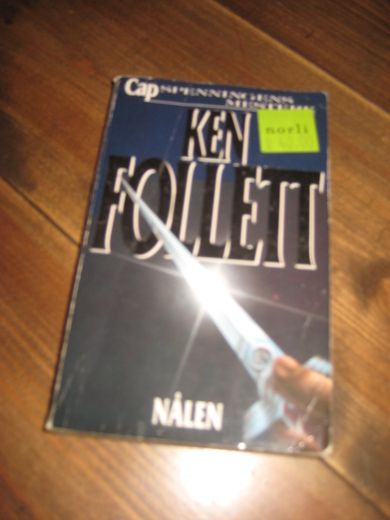 Cap SPENNINGENS
MESTERE
norli
KEN
FOLLETT
NÅLEN